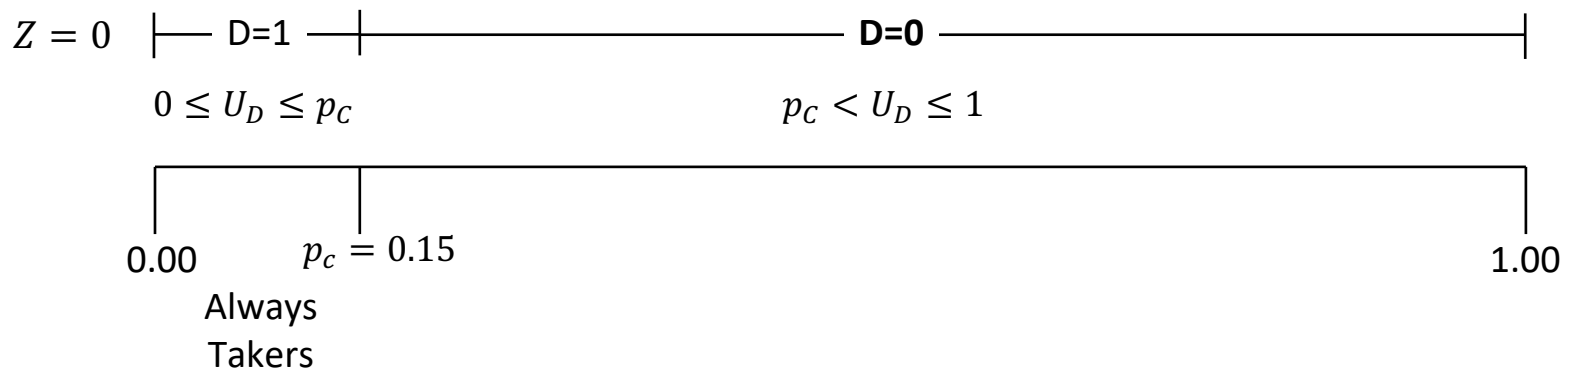 Z = 0 D=1 D=0
0 ≤ U_D ≤ p_C p_C < U_D ≤ 1
0.00 p_c = 0.15 1.00
Always
Takers